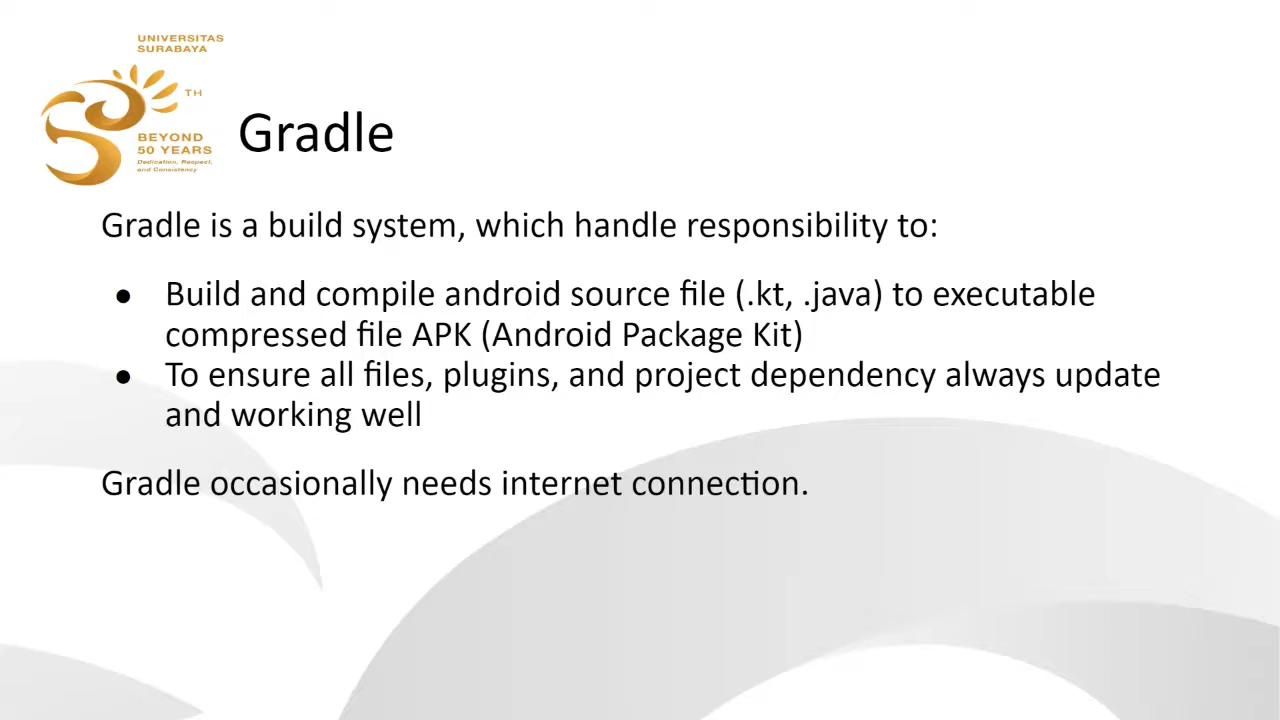 UNIVERSITAS
SURABAYA
TH
BEYOND
50 YEARS
Dedication, Respect,
and Consistency
Gradle
Gradle is a build system, which handle responsibility to:
● Build and compile android source file (.kt, .java) to executable
compressed file APK (Android Package Kit)
● To ensure all files, plugins, and project dependency always update
and working well
Gradle occasionally needs internet connection.